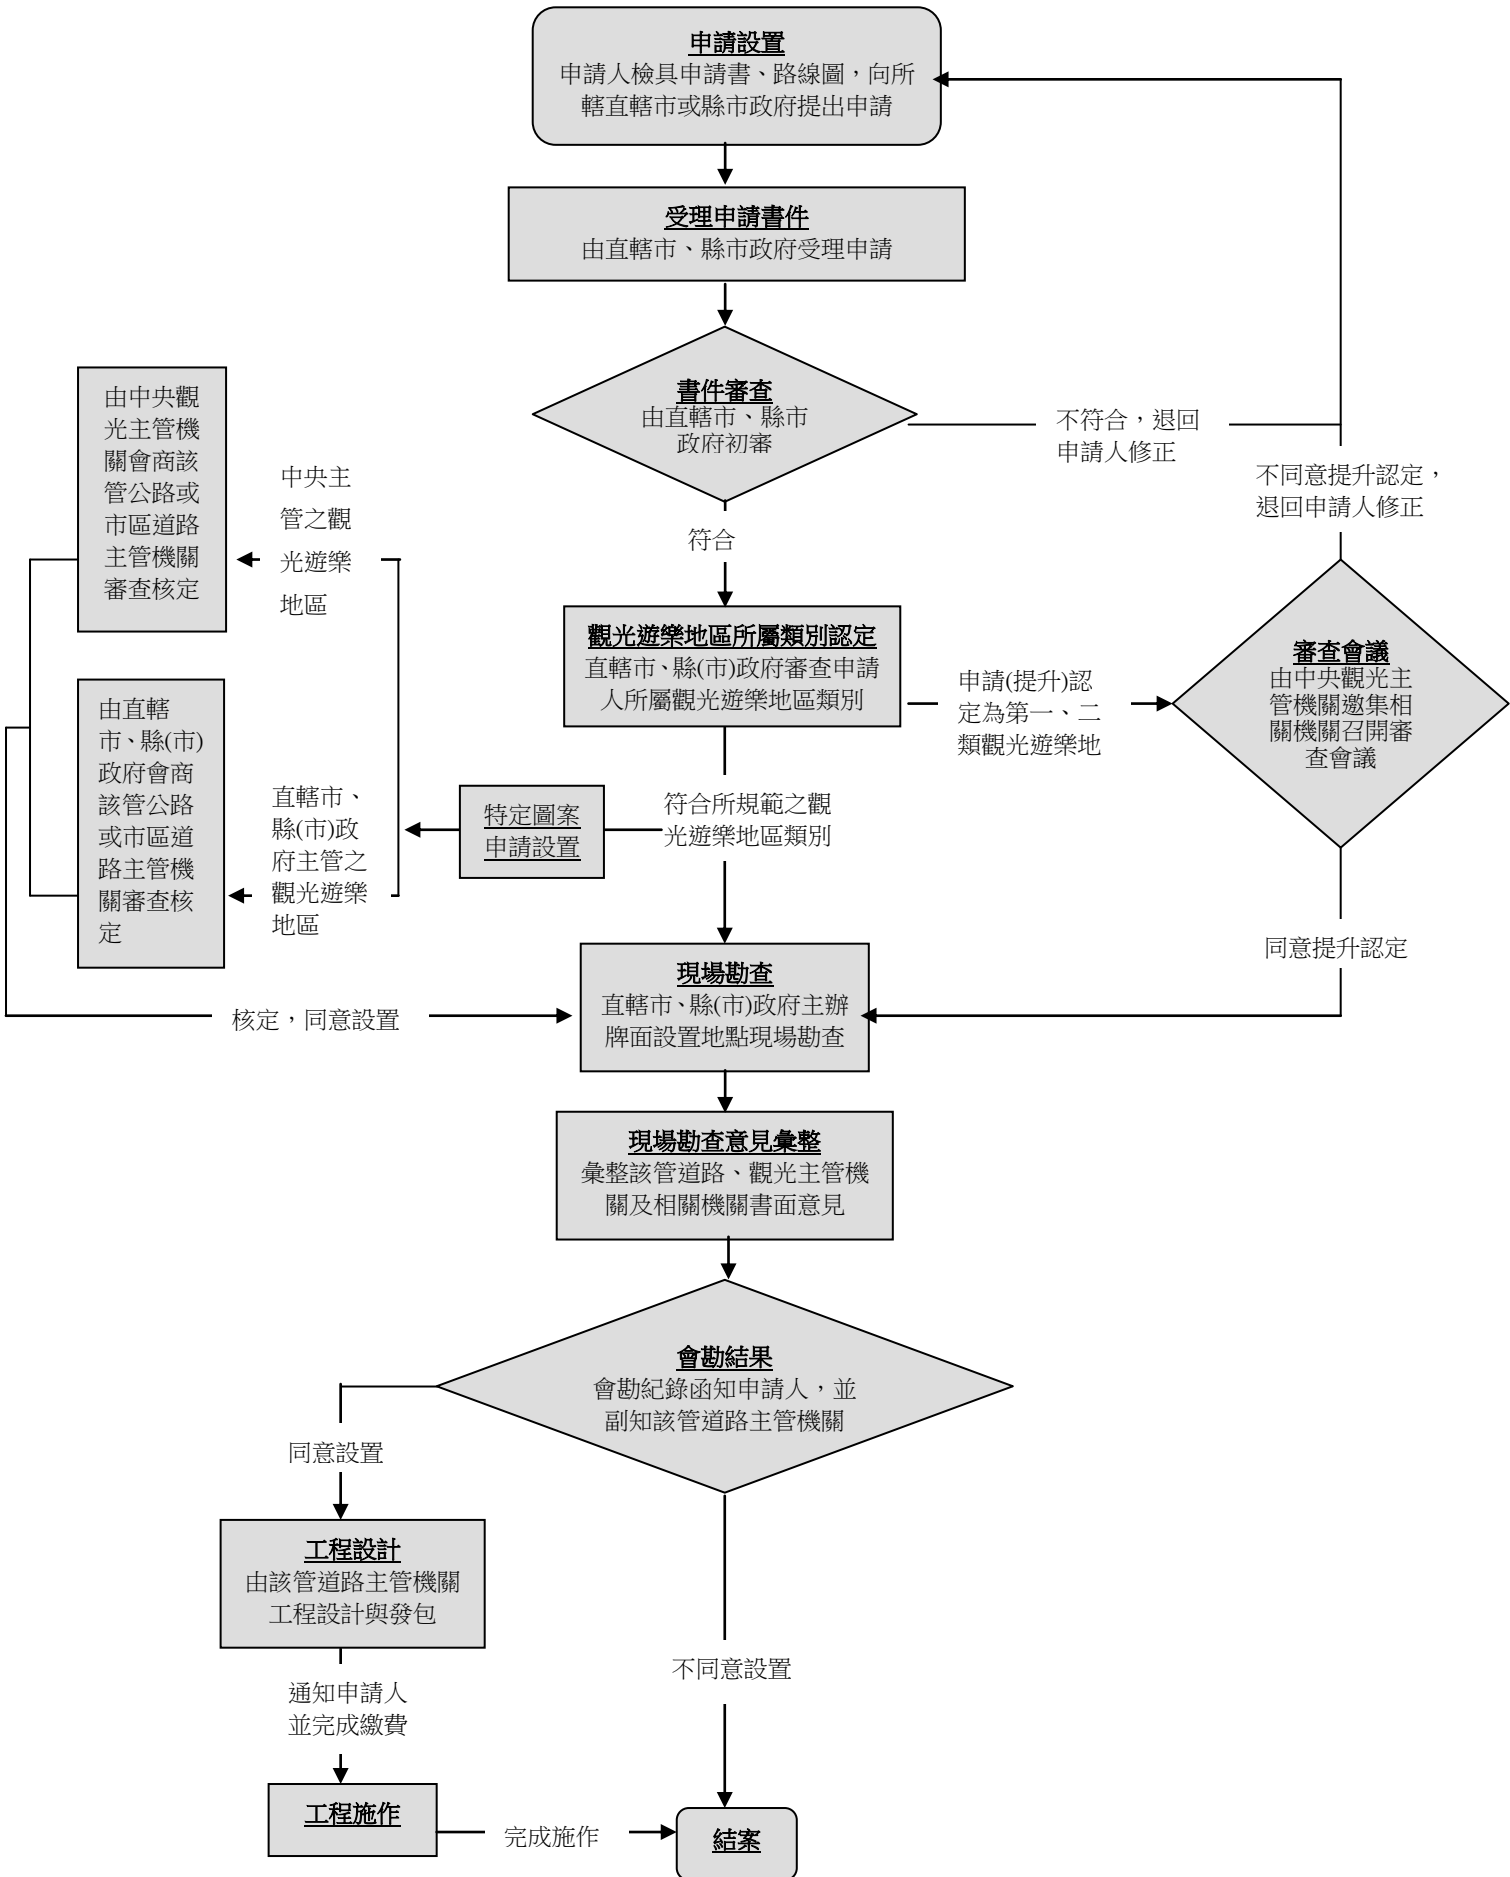 申請設置
申請人檢具申請書、路線圖，向所
轄直轄市或縣市政府提出申請
受理申請書件
由直轄市、縣市政府受理申請
書件審查
由直轄市、縣市
政府初審
不符合，退回
申請人修正
不同意提升認定，
退回申請人修正
符合
由中央觀
光主管機
關會商該
管公路或
市區道路
主管機關
審查核定
中央主
管之觀
光遊樂
地區
觀光遊樂地區所屬類別認定
直轄市、縣(市)政府審查申請
人所屬觀光遊樂地區類別
申請(提升)認
定為第一、二
類觀光遊樂地
審查會議
由中央觀光主
管機關邀集相
關機關召開審
查會議
由直轄
市、縣(市)
政府會商
該管公路
或市區道
路主管機
關審查核
定
直轄市、
縣(市)政
府主管之
觀光遊樂
地區
特定圖案
申請設置
符合所規範之觀
光遊樂地區類別
同意提升認定
核定，同意設置
現場勘查
直轄市、縣(市)政府主辦
牌面設置地點現場勘查
現場勘查意見彙整
彙整該管道路、觀光主管機
關及相關機關書面意見
會勘結果
會勘紀錄函知申請人，並
副知該管道路主管機關
同意設置
工程設計
由該管道路主管機關
工程設計與發包
不同意設置
通知申請人
並完成繳費
工程施作
完成施作
結案